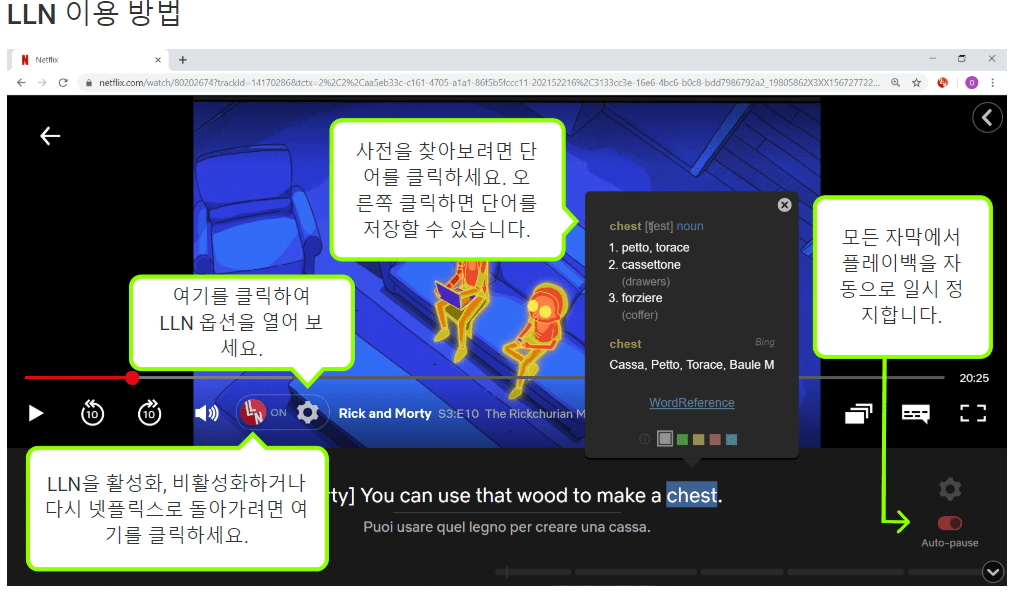 LLN 이용 방법
Netflix
netflix.com/watch/80202674?trackId=14170286&tctx=2%2C2%2Caa5eb33c-c161-4705-a1a1-86f5b5fccc11-202152216%2C3133cc3e-16e6-4bc6-b0c8-bdd7986792a2_19805862X3XX156727722...
사전을 찾아보려면 단
어를 클릭하세요. 오
른쪽 클릭하면 단어를
저장할 수 있습니다.
chest [ʧest] noun
1. petto, torace
2. cassettone
(drawers)
3. forziere
(coffer)
chest Bing
Cassa, Petto, Torace, Baule M
WordReference
모든 자막에서
플레이백을 자
동으로 일시 정
지합니다.
여기를 클릭하여
LLN 옵션을 열어 보
세요.
20:25
10 10 LLN ON Rick and Morty S3:E10 The Rickchurian M
LLN을 활성화, 비활성화하거나
다시 넷플릭스로 돌아가려면 여
기를 클릭하세요.
rty] You can use that wood to make a chest.
Puoi usare quel legno per creare una cassa.
Auto-pause